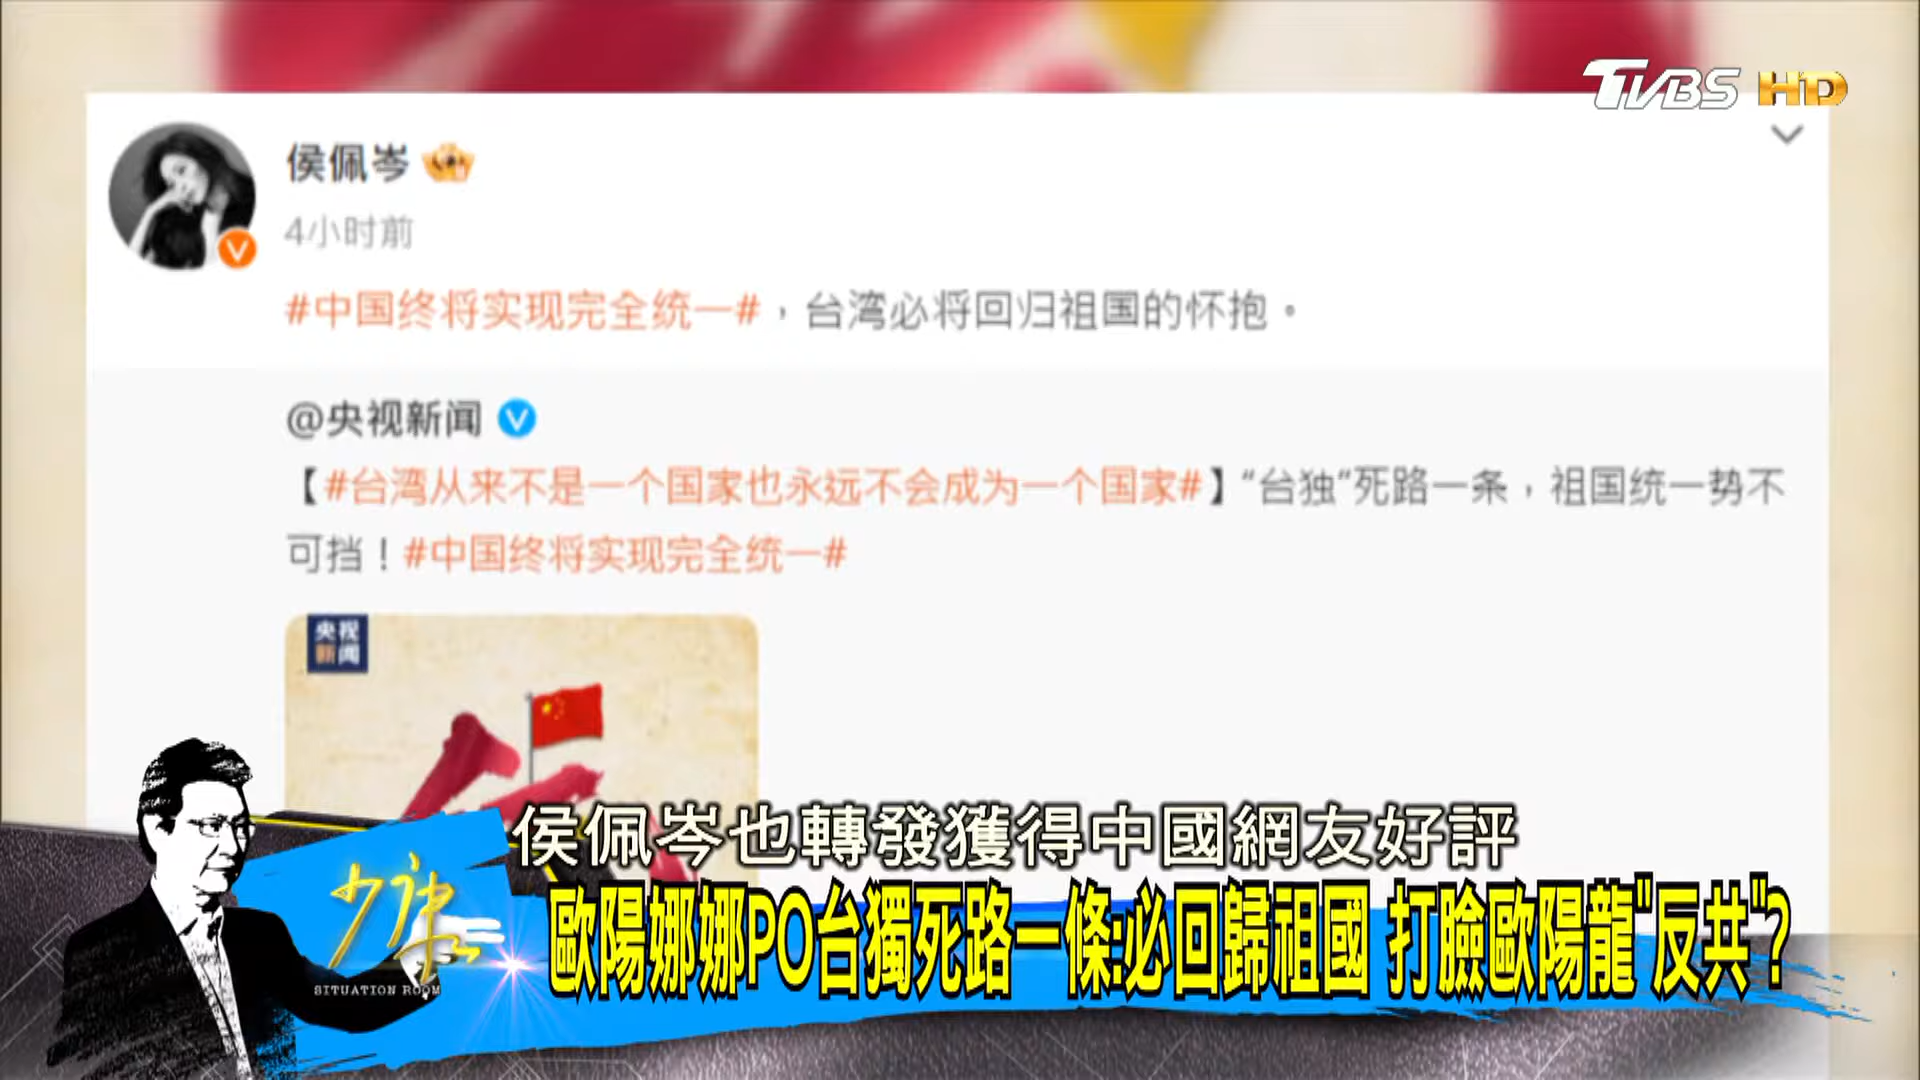 TVBS HD
侯佩岑
4小时前
#中国终将实现完全统一#，台湾必将回归祖国的怀抱。
@央视新闻
【#台湾从来不是一个国家也永远不会成为一个国家#】“台独”死路一条，祖国统一势不
可挡！#中国终将实现完全统一#
央视
新闻
侯佩岑也轉發獲得中國網友好評
少康
SITUATION ROOM
歐陽娜娜PO台獨死路一條:必回歸祖國 打臉歐陽龍"反共"?